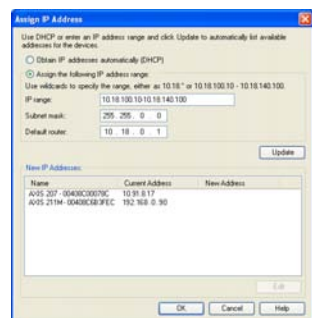 Assign IP Address
Use DHCP or enter an IP address range and click Update to automatically list available
addresses for the devices.
Obtain IP addresses automatically (DHCP)
Assign the following IP address range:
Use wildcards to specify the range, either as 10.18.* or 10.18.100.10 - 10.18.140.100.
IP range: 10.18.100.10-10.18.140.100
Subnet mask: 255 . 255 . 0 . 0
Default router: 10 . 18 . 0 . 1
Update
New IP Addresses:
Name Current Address New Address
AXIS 207 - 00408C00078C 10.91.8.17
AXIS 211M - 00408C6B3FEC 192.168.0.90
Edit
OK Cancel Help